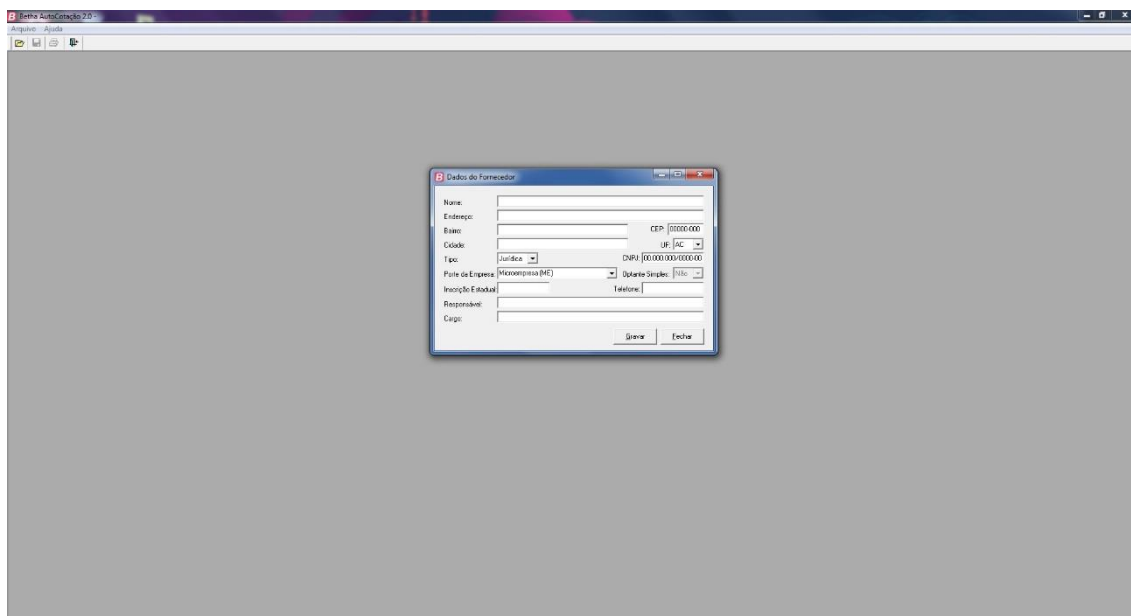 Betha AutoCotação 2.0 -
Arquivo Ajuda
Dados do Fornecedor
Nome:
Endereço:
Bairro: CEP: 00000-000
Cidade: UF: AC
Tipo: Jurídica CNPJ: 00.000.000/0000-00
Porte da Empresa: Microempresa (ME) Optante Simples: Não
Inscrição Estadual: Telefone:
Responsável:
Cargo:
Gravar Fechar